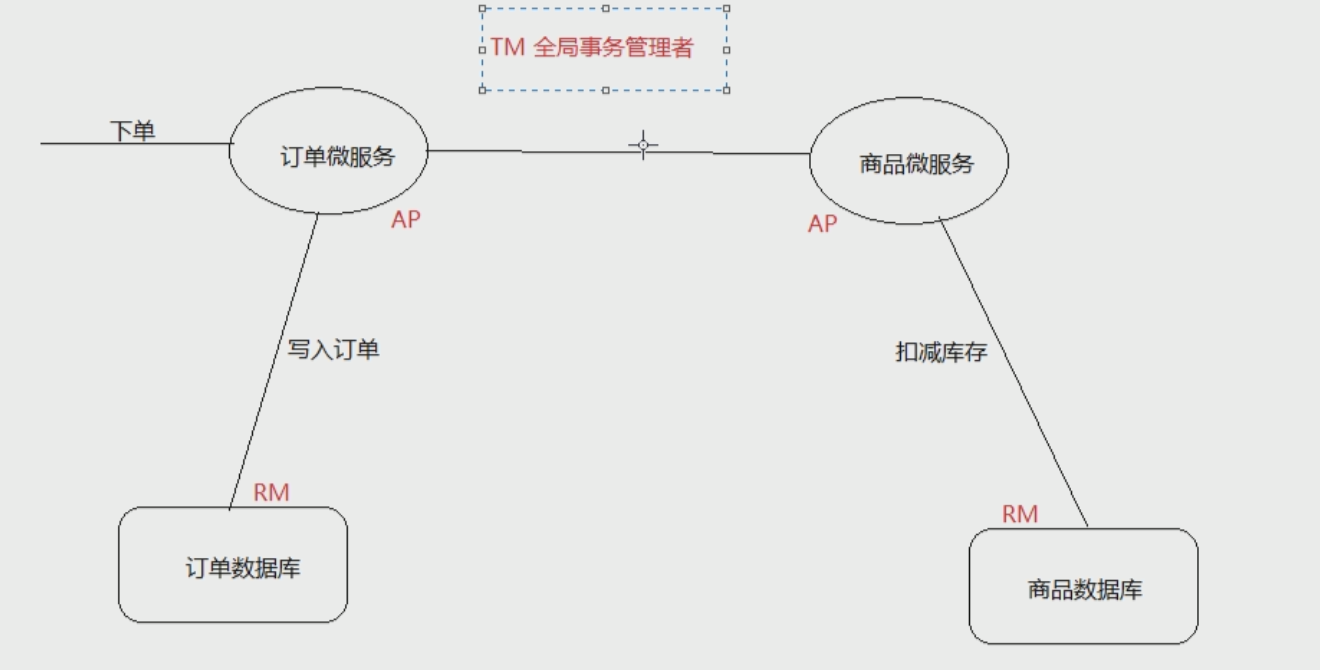 TM 全局事务管理者
下单
订单微服务
商品微服务
AP
AP
写入订单
扣减库存
RM
RM
订单数据库
商品数据库